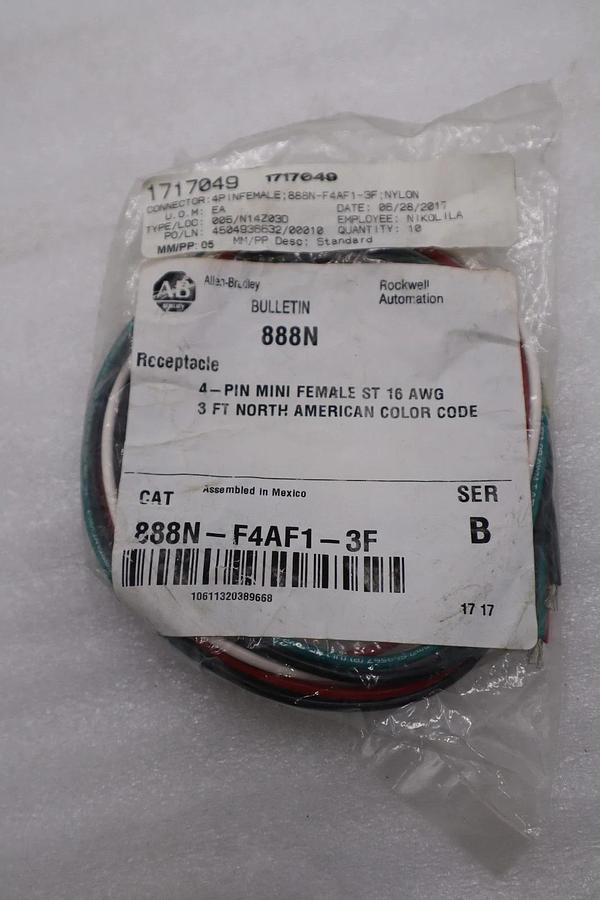 1717049 1717049
CONNECTOR:4PINFEMALE;888N-F4AF1-3F;NYLON
U.O.M: EA DATE: 06/28/2017
TYPE/LOC: 005/N14Z03D EMPLOYEE: NIKOLILA
PO/LN: 4504936632/00010 QUANTITY: 10
MM/PP: 05 MM/PP Desc: Standard
AB Allen-Bradley Rockwell
Automation
BULLETIN
888N
Receptacle
4-PIN MINI FEMALE ST 16 AWG
3 FT NORTH AMERICAN COLOR CODE
CAT Assembled in Mexico SER
888N-F4AF1-3F B
10611320389668
17 17